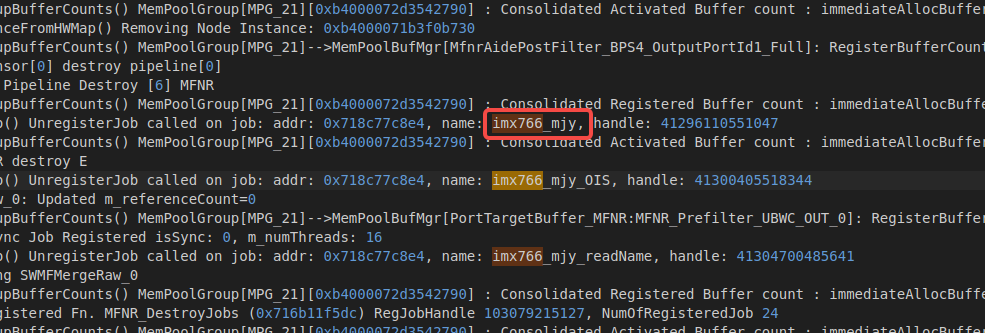 upBufferCounts() MemPoolGroup[MPG_21][0xb4000072d3542790] : Consolidated Activated Buffer count : immediateAllocBuffer
nceFromHWMap() Removing Node Instance: 0xb4000071b3f0b730
upBufferCounts() MemPoolGroup[MPG_21]-->MemPoolBufMgr[MfnrAidePostFilter_BPS4_OutputPortId1_Full]: RegisterBufferCount
nsor[0] destroy pipeline[0]
Pipeline Destroy [6] MFNR
upBufferCounts() MemPoolGroup[MPG_21][0xb4000072d3542790] : Consolidated Registered Buffer count : immediateAllocBuffe
b() UnregisterJob called on job: addr: 0x718c77c8e4, name: imx766_mjy, handle: 41296110551047
upBufferCounts() MemPoolGroup[MPG_21][0xb4000072d3542790] : Consolidated Activated Buffer count : immediateAllocBuffer
R destroy E
b() UnregisterJob called on job: addr: 0x718c77c8e4, name: imx766_mjy_OIS, handle: 41300405518344
w_0: Updated m_referenceCount=0
upBufferCounts() MemPoolGroup[MPG_21]-->MemPoolBufMgr[PortTargetBuffer_MFNR:MFNR_Prefilter_UBWC_OUT_0]: RegisterBuffer
ync Job Registered isSync: 0, m_numThreads: 16
b() UnregisterJob called on job: addr: 0x718c77c8e4, name: imx766_mjy_readName, handle: 41304700485641
ng SWMFMergeRaw_0
upBufferCounts() MemPoolGroup[MPG_21][0xb4000072d3542790] : Consolidated Registered Buffer count : immediateAllocBuffe
gistered Fn. MFNR_DestroyJobs (0x716b11f5dc) RegJobHandle 103079215127, NumOfRegisteredJob 24
upBufferCounts() MemPoolGroup[MPG_21][0xb4000072d3542790] : Consolidated Activated Buffer count : immediateAllocBuffer